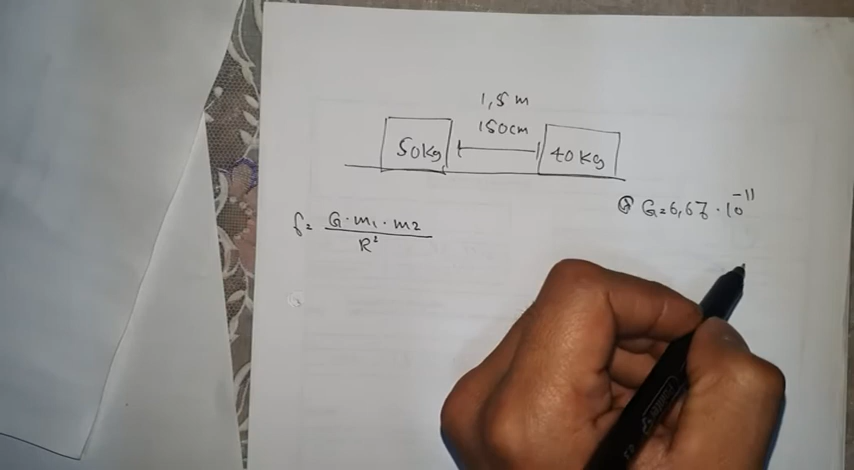 1,5 m
150cm
50kg
40kg
G=6,67 · 10⁻¹¹
f= G · m₁ · m₂
R²